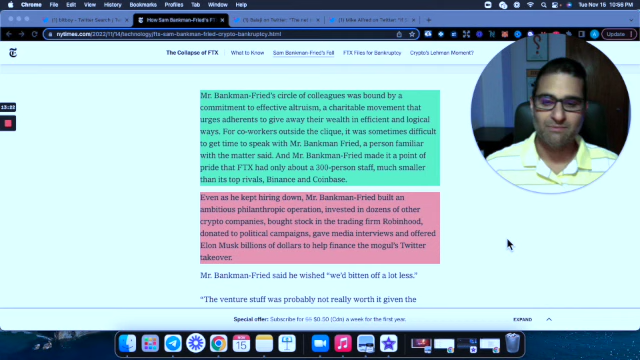 Chrome File Edit View History Bookmarks Profiles Tab Window Help
Tue Nov 15 10:56 PM
How Sam Bankman-Fried's F
nytimes.com/2022/11/14/technology/ftx-sam-bankman-fried-crypto-bankruptcy.html
Update
The Collapse of FTX What to Know Sam Bankman-Fried's Fall FTX Files for Bankruptcy Crypto's Lehman Moment?
13:22
Mr. Bankman-Fried's circle of colleagues was bound by a
commitment to effective altruism, a charitable movement that
urges adherents to give away their wealth in efficient and logical
ways. For co-workers outside the clique, it was sometimes difficult
to get time to speak with Mr. Bankman Fried, a person familiar
with the matter said. And Mr. Bankman-Fried made it a point of
pride that FTX had only about a 300-person staff, much smaller
than its top rivals, Binance and Coinbase.
Even as he kept hiring down, Mr. Bankman-Fried built an
ambitious philanthropic operation, invested in dozens of other
crypto companies, bought stock in the trading firm Robinhood,
donated to political campaigns, gave media interviews and offered
Elon Musk billions of dollars to help finance the mogul's Twitter
takeover.
Mr. Bankman-Fried said he wished “we'd bitten off a lot less.”
“The venture stuff was probably not really worth it given the
Special offer: Subscribe for $5 $0.50 (Cdn) a week for the first year.
EXPAND
15